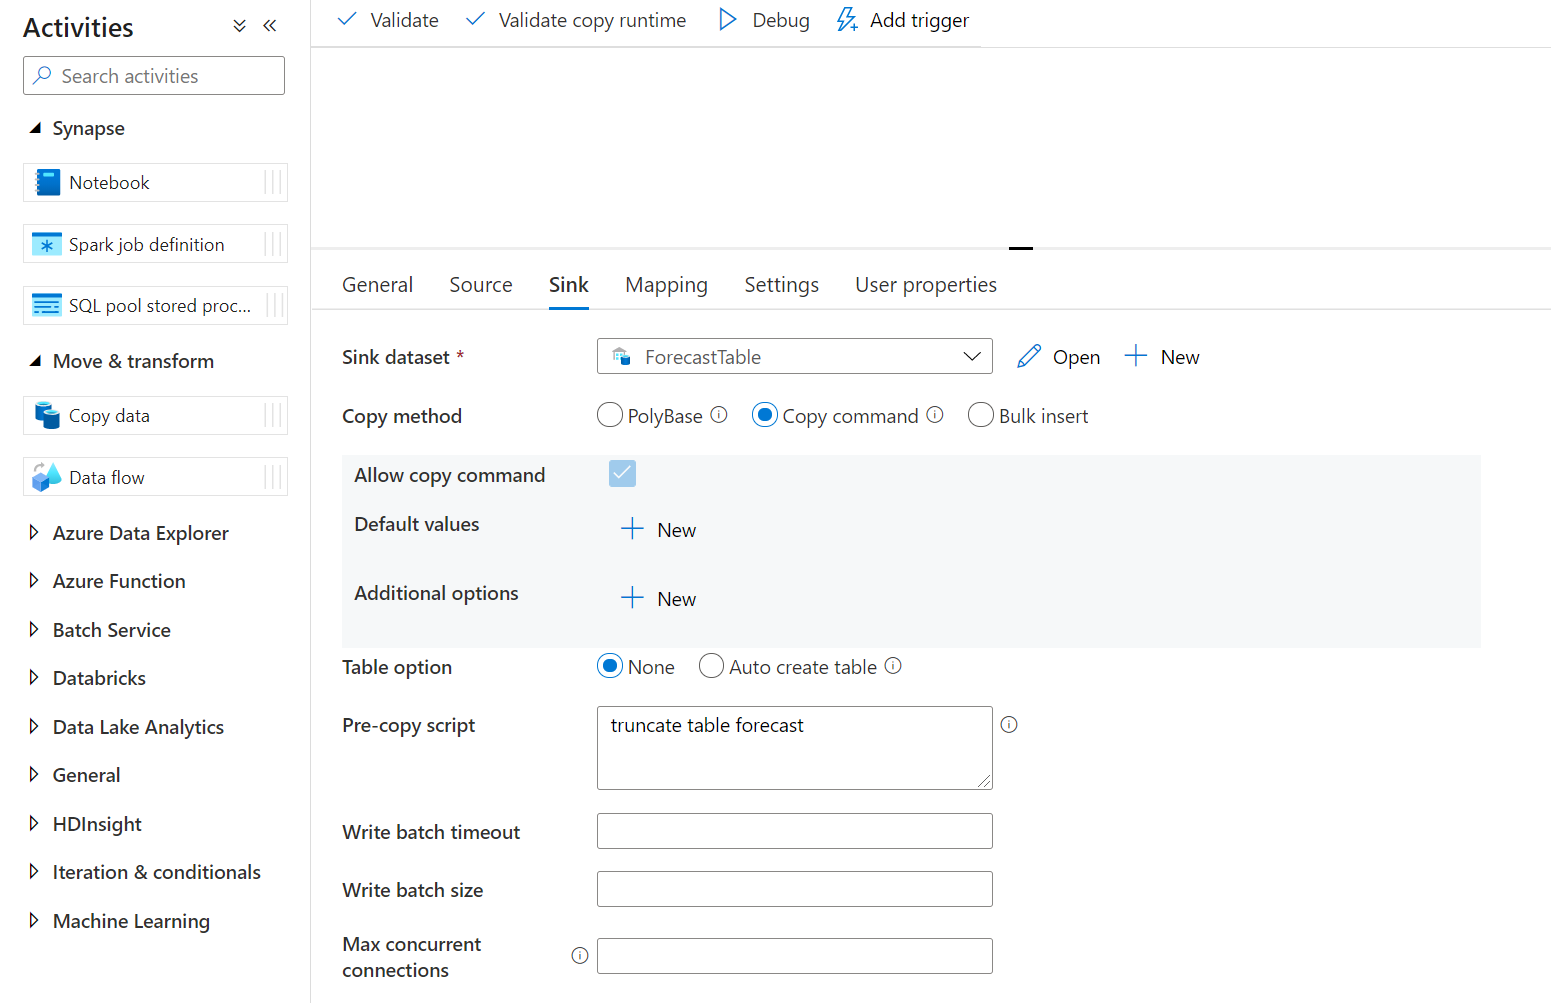 Activities
Search activities
Synapse
Notebook
Spark job definition
SQL pool stored proc...
Move & transform
Copy data
Data flow
Azure Data Explorer
Azure Function
Batch Service
Databricks
Data Lake Analytics
General
HDInsight
Iteration & conditionals
Machine Learning
Validate Validate copy runtime Debug Add trigger
General Source Sink Mapping Settings User properties
Sink dataset * ForecastTable Open New
Copy method PolyBase Copy command Bulk insert
Allow copy command
Default values New
Additional options New
Table option None Auto create table
Pre-copy script truncate table forecast
Write batch timeout
Write batch size
Max concurrent
connections